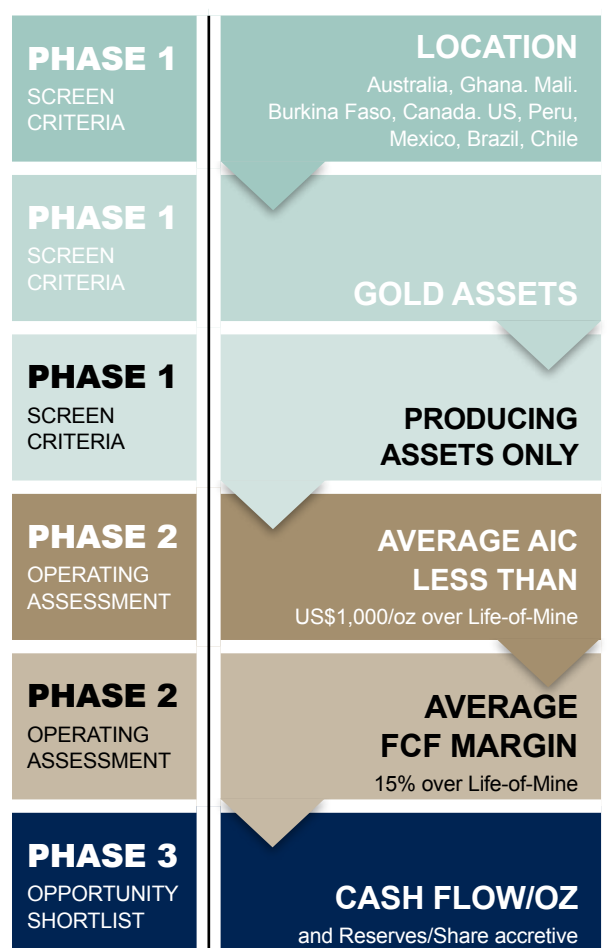 PHASE 1
SCREEN
CRITERIA
LOCATION
Australia, Ghana. Mali.
Burkina Faso, Canada. US, Peru,
Mexico, Brazil, Chile
PHASE 1
SCREEN
CRITERIA
GOLD ASSETS
PHASE 1
SCREEN
CRITERIA
PRODUCING
ASSETS ONLY
PHASE 2
OPERATING
ASSESSMENT
AVERAGE AIC
LESS THAN
US$1,000/oz over Life-of-Mine
PHASE 2
OPERATING
ASSESSMENT
AVERAGE
FCF MARGIN
15% over Life-of-Mine
PHASE 3
OPPORTUNITY
SHORTLIST
CASH FLOW/OZ
and Reserves/Share accretive